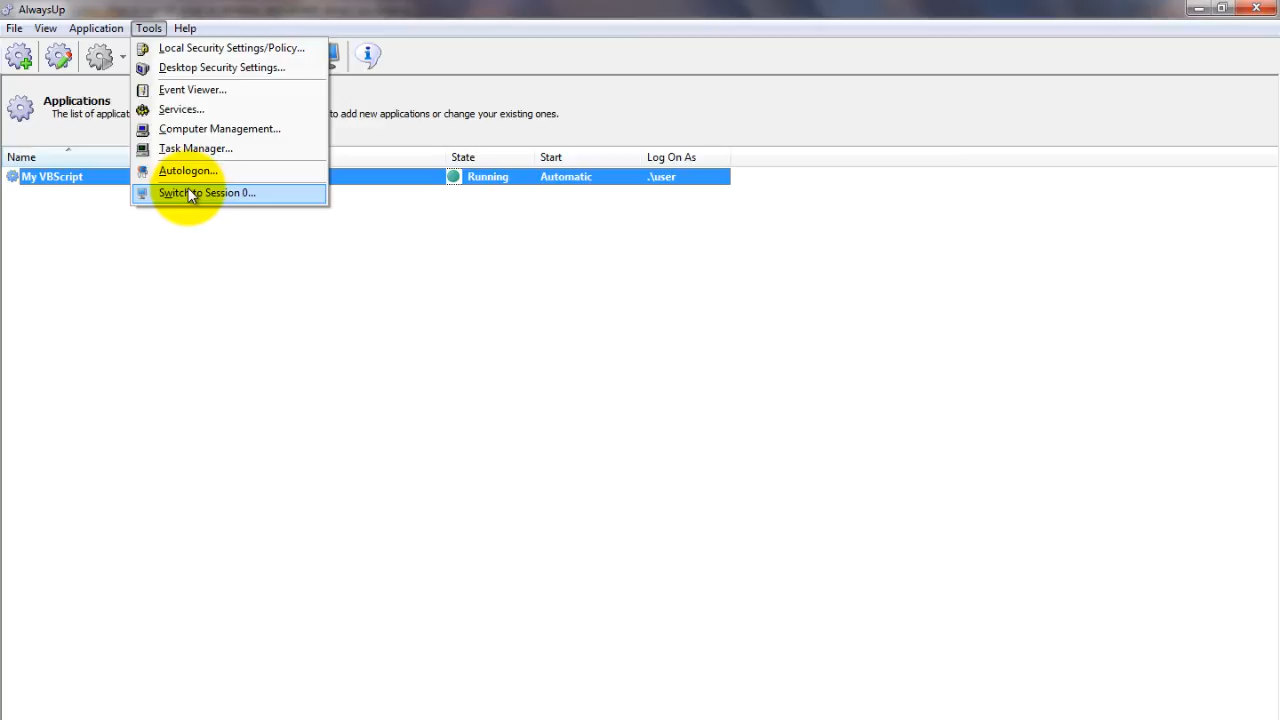 AlwaysUp
File View Application Tools Help
Local Security Settings/Policy...
Desktop Security Settings...
Event Viewer...
Services...
Computer Management...
Task Manager...
Autologon...
Switch to Session 0...
Applications
The list of applicat to add new applications or change your existing ones.
Name State Start Log On As
My VBScript Running Automatic .\user